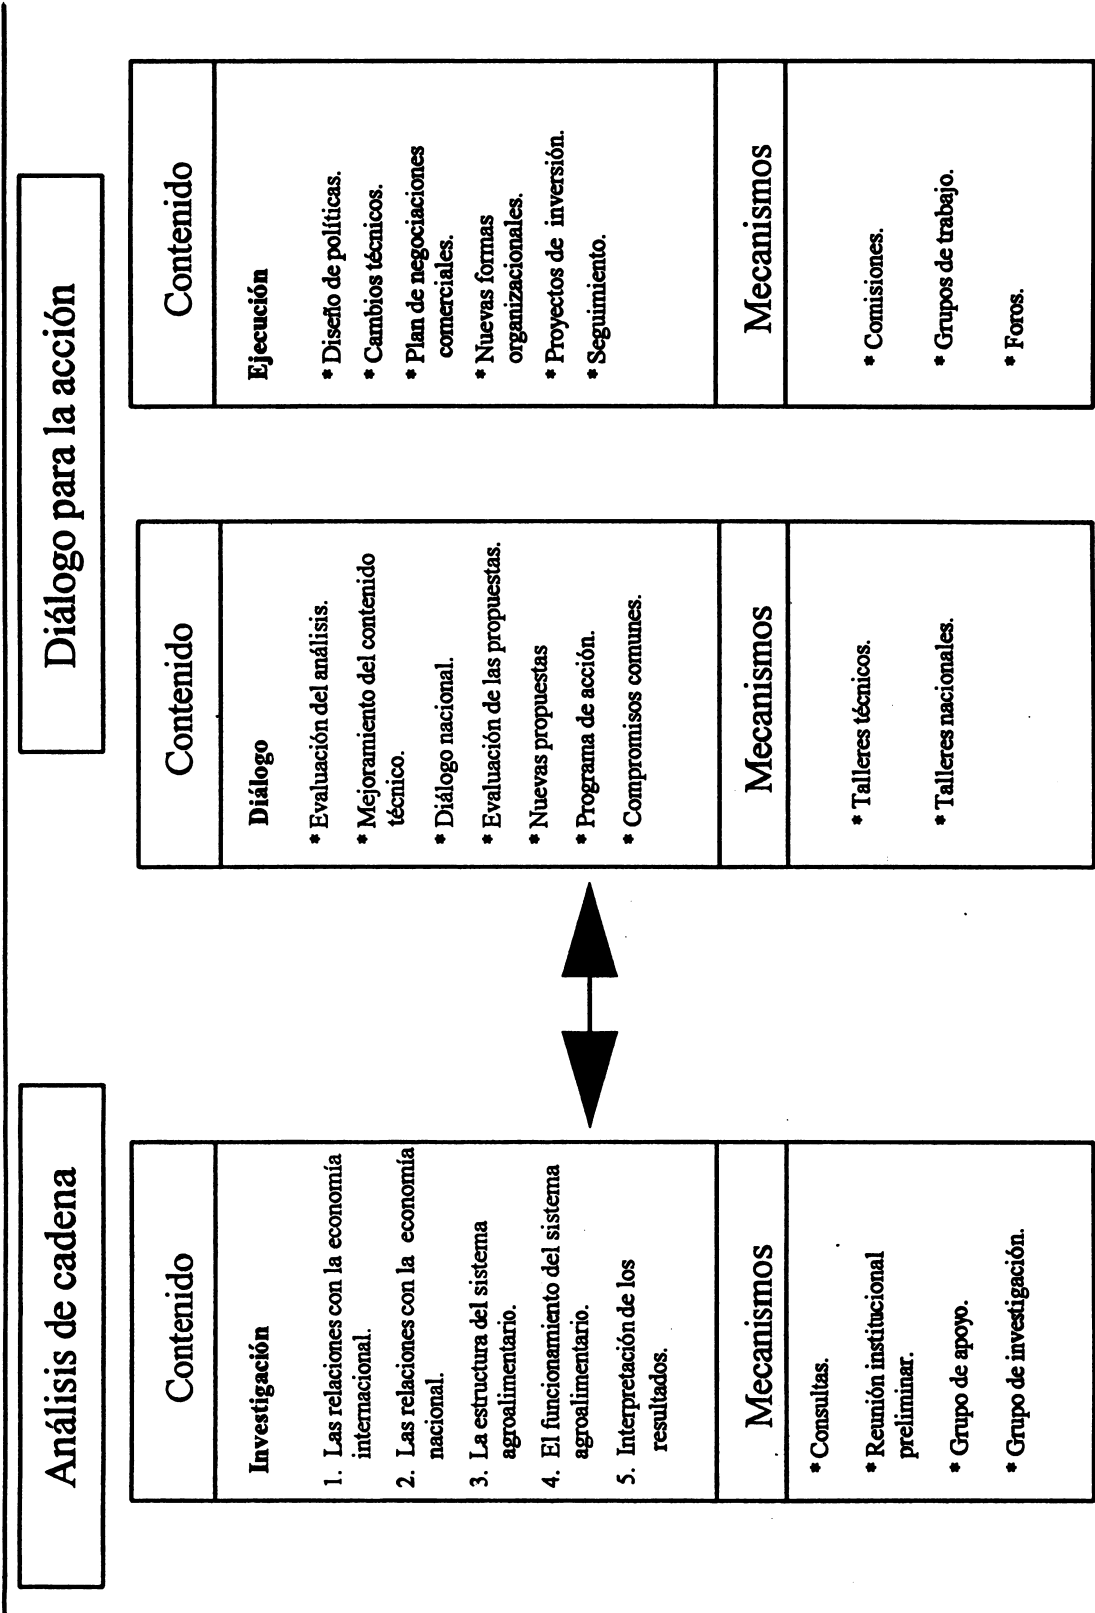 Análisis de cadena
Diálogo para la acción
Contenido
Investigación
1. Las relaciones con la economía
internacional.
2. Las relaciones con la economía
nacional.
3. La estructura del sistema
agroalimentario.
4. El funcionamiento del sistema
agroalimentario.
5. Interpretación de los
resultados.
Mecanismos
* Consultas.
* Reunión institucional
preliminar.
* Grupo de apoyo.
* Grupo de investigación.
Contenido
Diálogo
* Evaluación del análisis.
* Mejoramiento del contenido
técnico.
* Diálogo nacional.
* Evaluación de las propuestas.
* Nuevas propuestas
* Programa de acción.
* Compromisos comunes.
Mecanismos
* Talleres técnicos.
* Talleres nacionales.
Contenido
Ejecución
* Diseño de políticas.
* Cambios técnicos.
* Plan de negociaciones
comerciales.
* Nuevas formas
organizacionales.
* Proyectos de inversión.
* Seguimiento.
Mecanismos
* Comisiones.
* Grupos de trabajo.
* Foros.